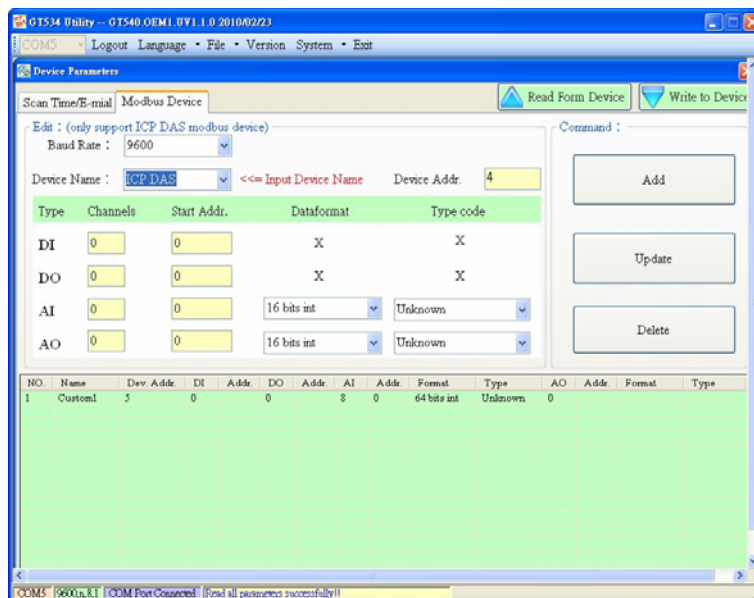 GT534 Utility -- GT540.OEM1.UV1.1.0 2010/02/23
COM5 Logout Language ▪ File ▪ Version System ▪ Exit
Device Parameters
Scan Time/E-mial Modbus Device Read Form Device Write to Device
Edit : (only support ICP DAS modbus device) Command :
Baud Rate : 9600
Device Name : ICP DAS <<= Input Device Name Device Addr. 4 Add
Type Channels Start Addr. Dataformat Type code
DI 0 0 X X
DO 0 0 X X Update
AI 0 0 16 bits int Unknown
AO 0 0 16 bits int Unknown Delete
NO. Name Dev. Addr. DI Addr. DO Addr. AI Addr. Format Type AO Addr. Format Type
1 Custom1 5 0 0 8 0 64 bits int Unknown 0
COM5 9600,n,8,1 COM Port Connected Read all parameters successfully!!